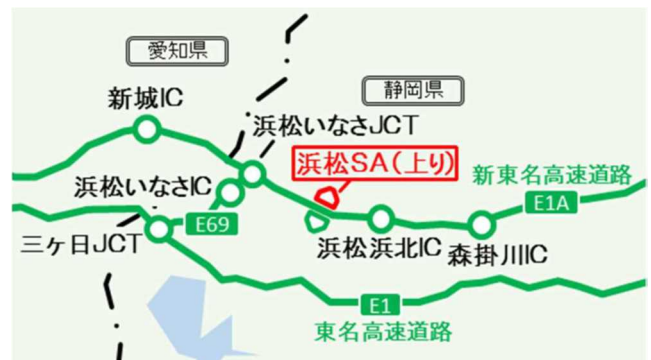 愛知県
静岡県
新城IC
浜松いなさJCT
浜松SA(上り)
新東名高速道路
浜松いなさIC
E1A
E69
三ヶ日JCT
浜松浜北IC
森掛川IC
E1
東名高速道路